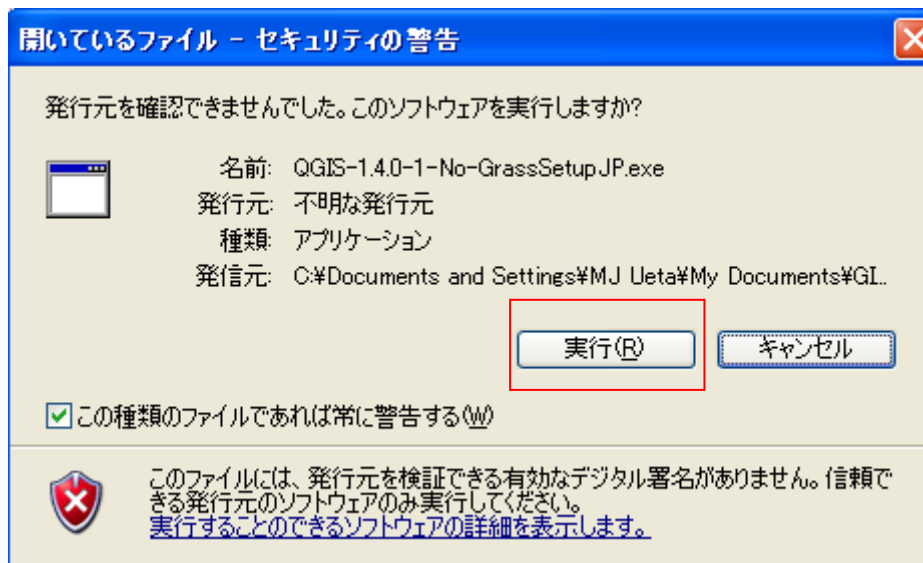 開いているファイル - セキュリティの警告
発行元を確認できませんでした。このソフトウェアを実行しますか?
名前: QGIS-1.4.0-1-No-GrassSetupJP.exe
発行元: 不明な発行元
種類: アプリケーション
発信元: C:¥Documents and Settings¥MJ Ueta¥My Documents¥GI...
実行(R) キャンセル
この種類のファイルであれば常に警告する(W)
このファイルには、発行元を検証できる有効なデジタル署名がありません。信頼で
きる発行元のソフトウェアのみ実行してください。
実行することのできるソフトウェアの詳細を表示します。